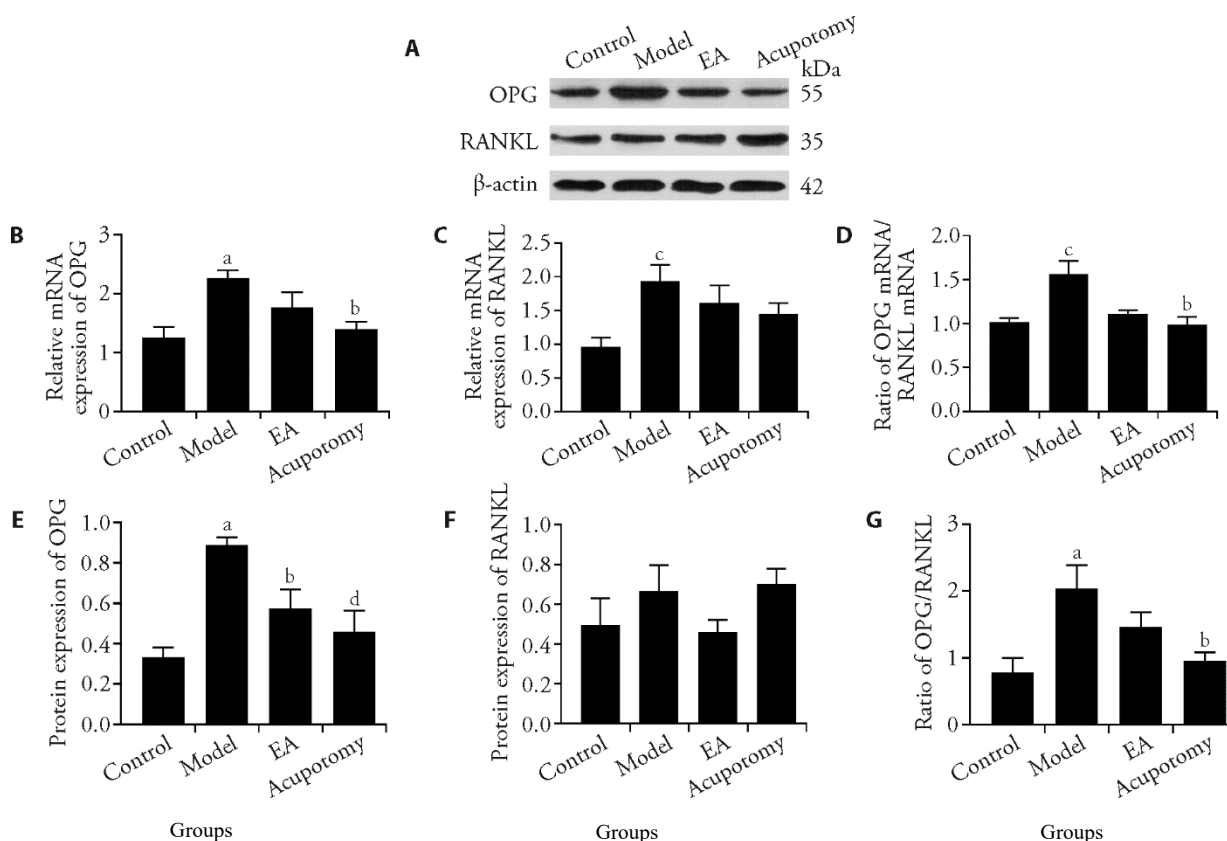 A
Control
Model
EA
Acupotomy
kDa
OPG
55
RANKL
35
β-actin
42
B
Relative mRNA
expression of OPG
3
2
1
0
a
b
Control
Model
EA
Acupotomy
C
Relative mRNA
expression of RANKL
2.5
2.0
1.5
1.0
0.5
0.0
c
Control
Model
EA
Acupotomy
D
Ratio of OPG mRNA/
RANKL mRNA
2.0
1.5
1.0
0.5
0.0
c
b
Control
Model
EA
Acupotomy
E
Protein expression of OPG
1.0
0.8
0.6
0.4
0.2
0.0
a
b
d
Control
Model
EA
Acupotomy
Groups
F
Protein expression of RANKL
1.0
0.8
0.6
0.4
0.2
0.0
Control
Model
EA
Acupotomy
Groups
G
Ratio of OPG/RANKL
3
2
1
0
a
b
Control
Model
EA
Acupotomy
Groups